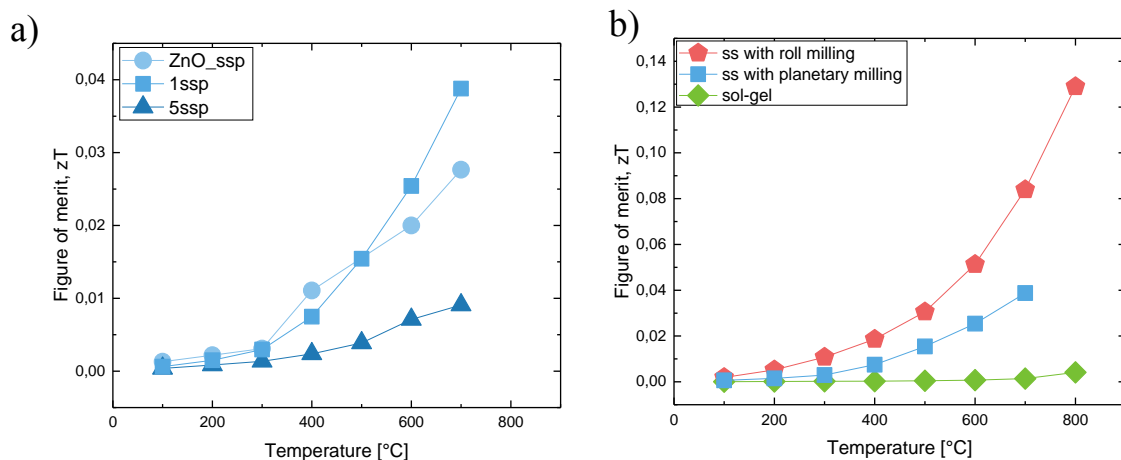 a)
ZnO_ssp
1ssp
5ssp
0,04
0,03
0,02
0,01
0,00
Figure of merit, zT
0 200 400 600 800
Temperature [°C]
b)
ss with roll milling
ss with planetary milling
sol-gel
0,14
0,12
0,10
0,08
0,06
0,04
0,02
0,00
Figure of merit, zT
0 200 400 600 800
Temperature [°C]